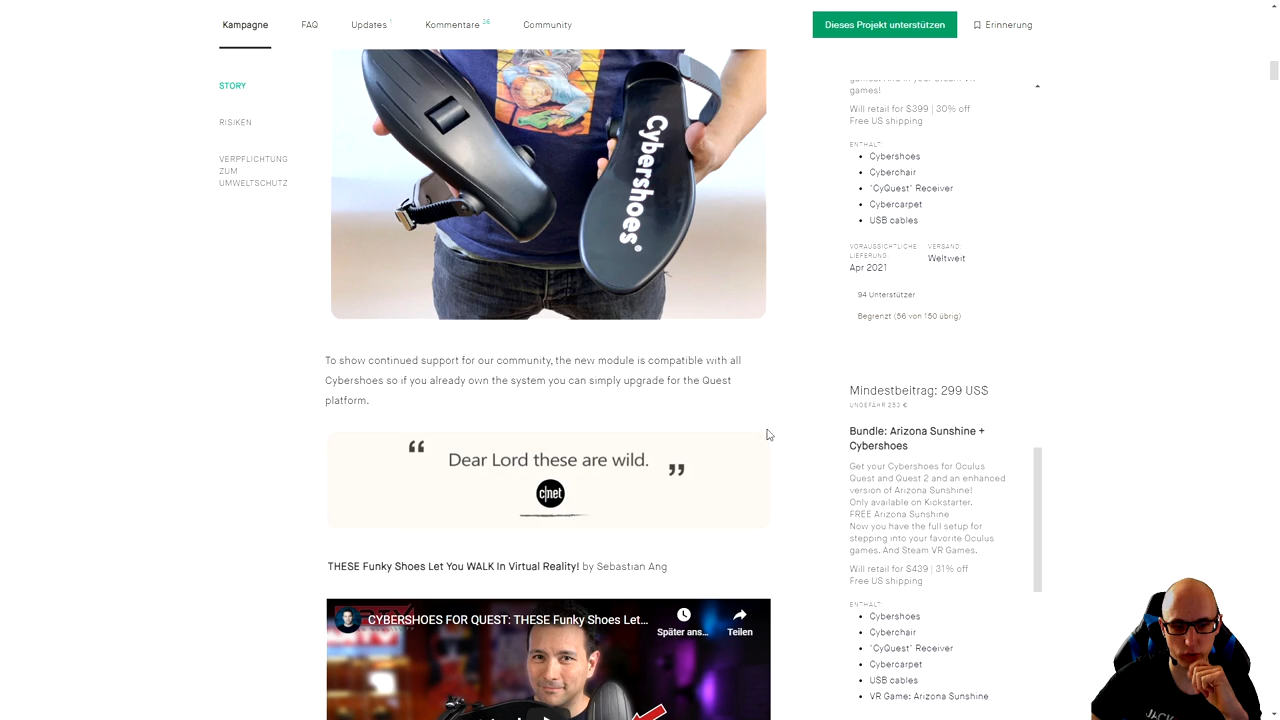 Kampagne
FAQ
Updates 1
Kommentare 26
Community
Dieses Projekt unterstützen
Erinnerung
STORY
RISIKEN
VERPFLICHTUNG
ZUM
UMWELTSCHUTZ
Cybershoes®
To show continued support for our community, the new module is compatible with all
Cybershoes so if you already own the system you can simply upgrade for the Quest
platform.
“ Dear Lord these are wild. ”
c|net
THESE Funky Shoes Let You WALK In Virtual Reality! by Sebastian Ang
CYBERSHOES FOR QUEST: THESE Funky Shoes Let...
Später ans...
Teilen
games!
Will retail for $399 | 30% off
Free US shipping
ENTHÄLT:
Cybershoes
Cyberchair
"CyQuest" Receiver
Cybercarpet
USB cables
VORAUSSICHTLICHE
LIEFERUNG:
Apr 2021
VERSAND:
Weltweit
94 Unterstützer
Begrenzt (56 von 150 übrig)
Mindestbeitrag: 299 US$
UNGEFÄHR 253 €
Bundle: Arizona Sunshine +
Cybershoes
Get your Cybershoes for Oculus
Quest and Quest 2 and an enhanced
version of Arizona Sunshine!
Only available on Kickstarter.
FREE Arizona Sunshine
Now you have the full setup for
stepping into your favorite Oculus
games. And Steam VR Games.
Will retail for $439 | 31% off
Free US shipping
ENTHÄLT:
Cybershoes
Cyberchair
"CyQuest" Receiver
Cybercarpet
USB cables
VR Game: Arizona Sunshine
JACK